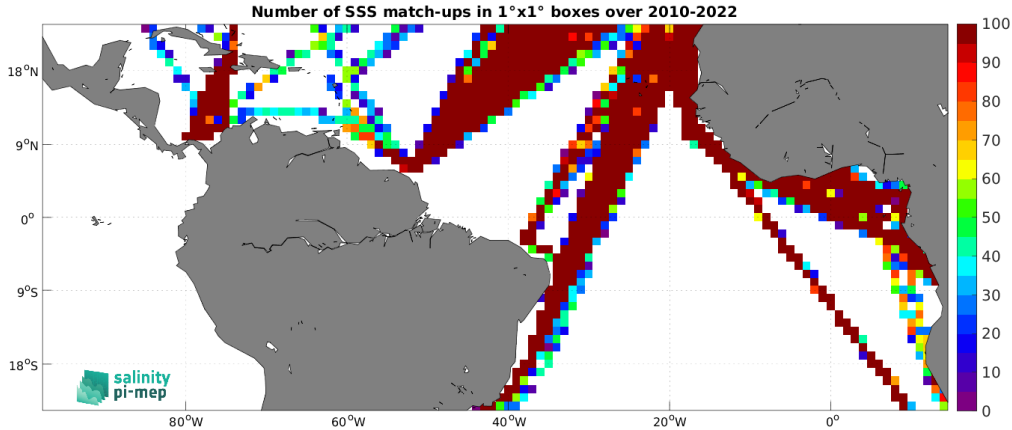 Number of SSS match-ups in 1°x1° boxes over 2010-2022
18°N
9°N
0°
9°S
18°S
80°W
60°W
40°W
20°W
0°
100
90
80
70
60
50
40
30
20
10
0
salinity
pi-mep